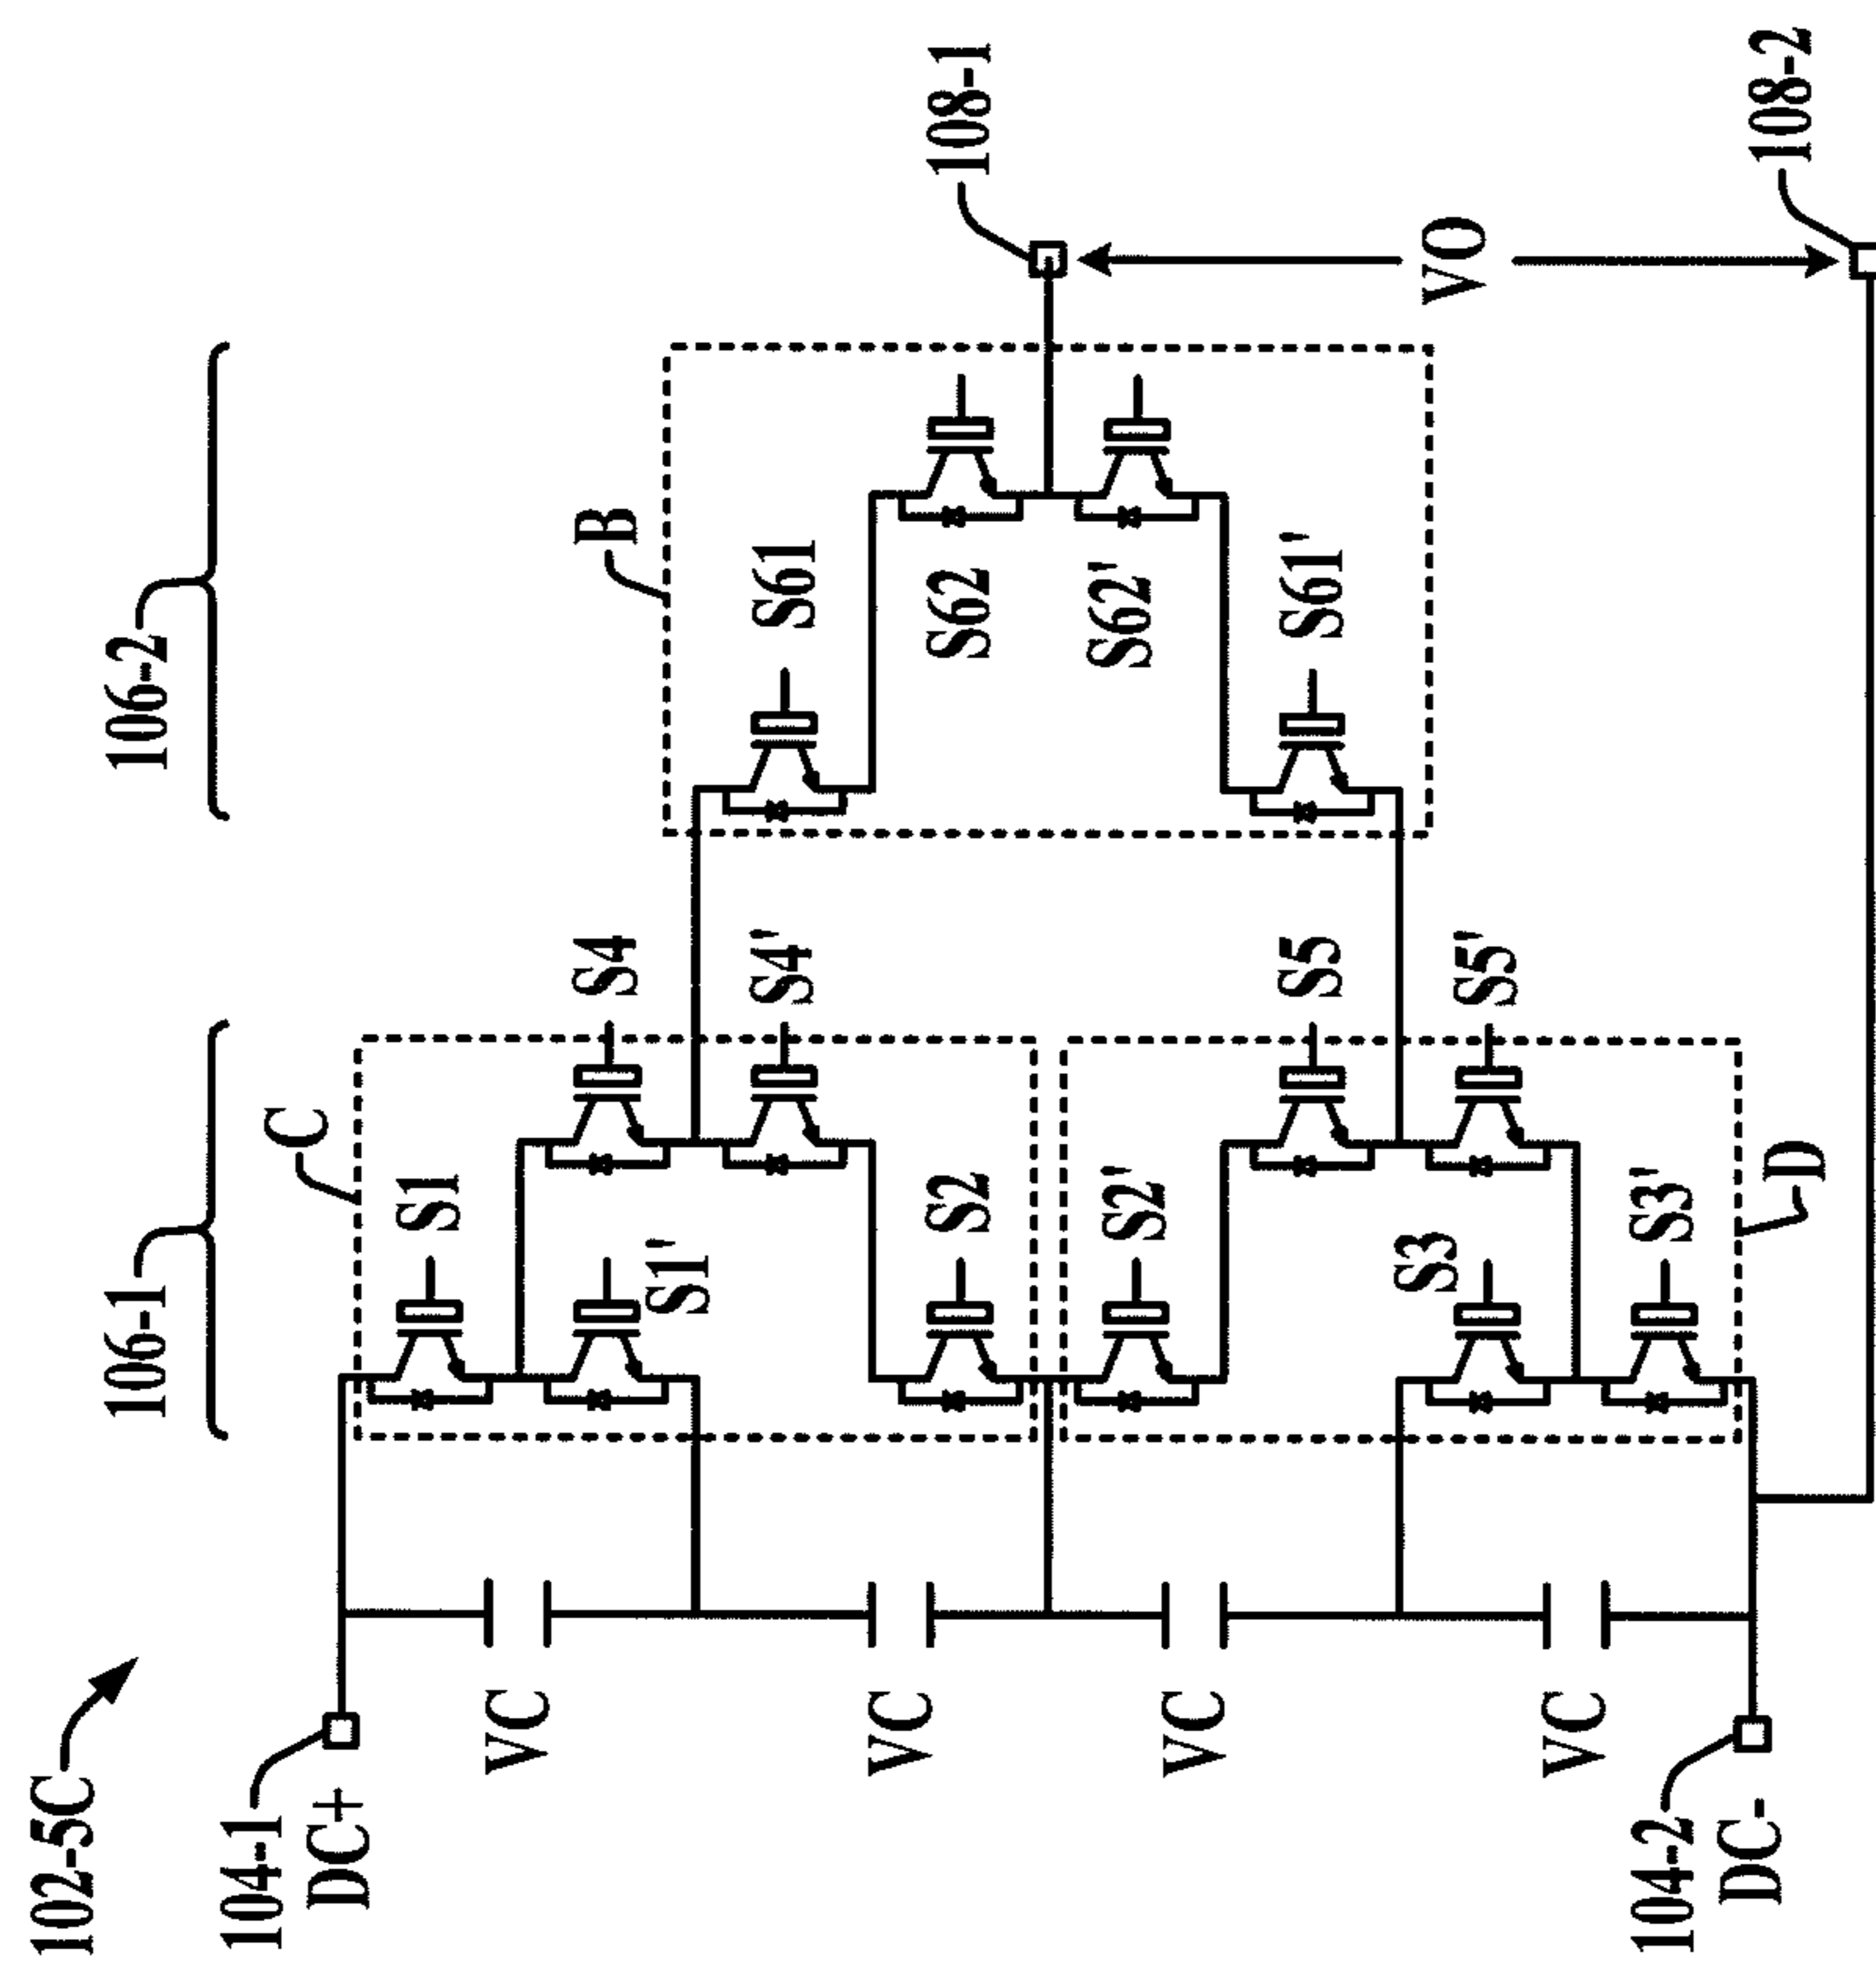 102-5C
106-1
106-2
104-1
DC+
C
S1
S4
S1'
S4'
B
S61
S62
108-1
VC
VC
S2
S2'
S5
S62'
S61'
VO
VC
S3
S5'
VC
S3'
104-2
DC-
D
108-2